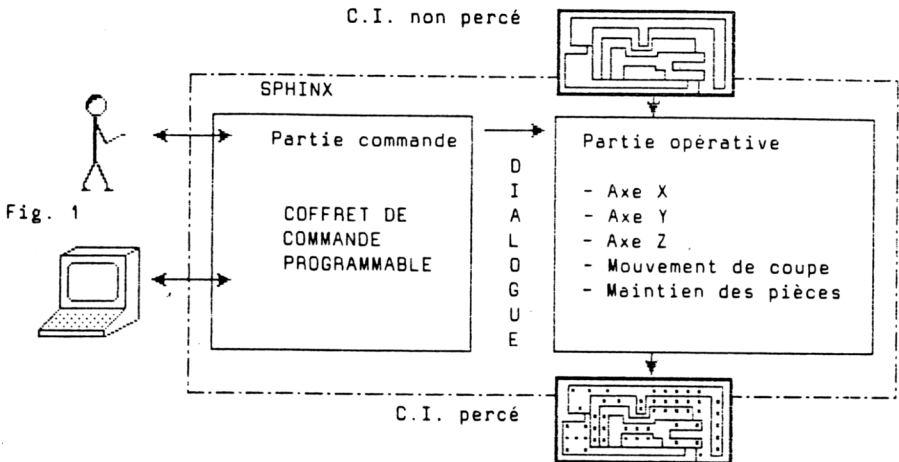 C.I. non percé
SPHINX
Partie commande
COFFRET DE
COMMANDE
PROGRAMMABLE
Fig. 1
D
I
A
L
O
G
U
E
Partie opérative
- Axe X
- Axe Y
- Axe Z
- Mouvement de coupe
- Maintien des pièces
C.I. percé